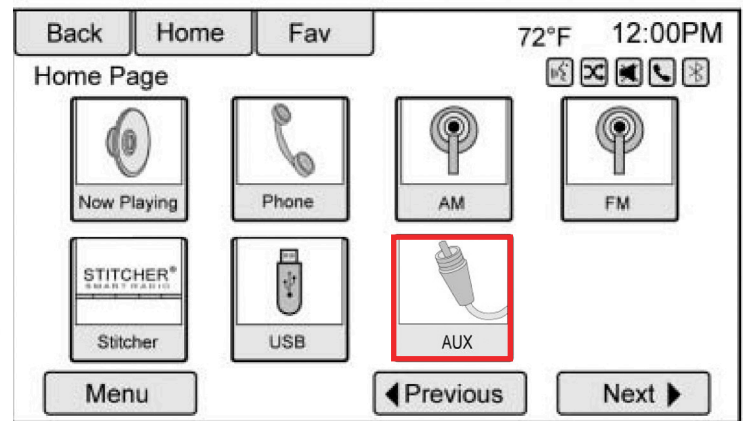 Back Home Fav 72°F 12:00PM
Home Page
Now Playing Phone AM FM
STITCHER®
SMART RADIO
Stitcher USB AUX
Menu Previous Next